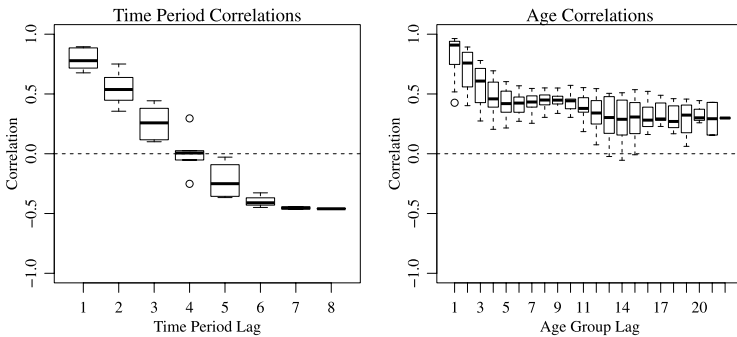 Time Period Correlations
Correlation
1.0
0.5
0.0
−0.5
−1.0
1 2 3 4 5 6 7 8
Time Period Lag
Age Correlations
Correlation
1.0
0.5
0.0
−0.5
−1.0
1 3 5 7 9 11 14 17 20
Age Group Lag